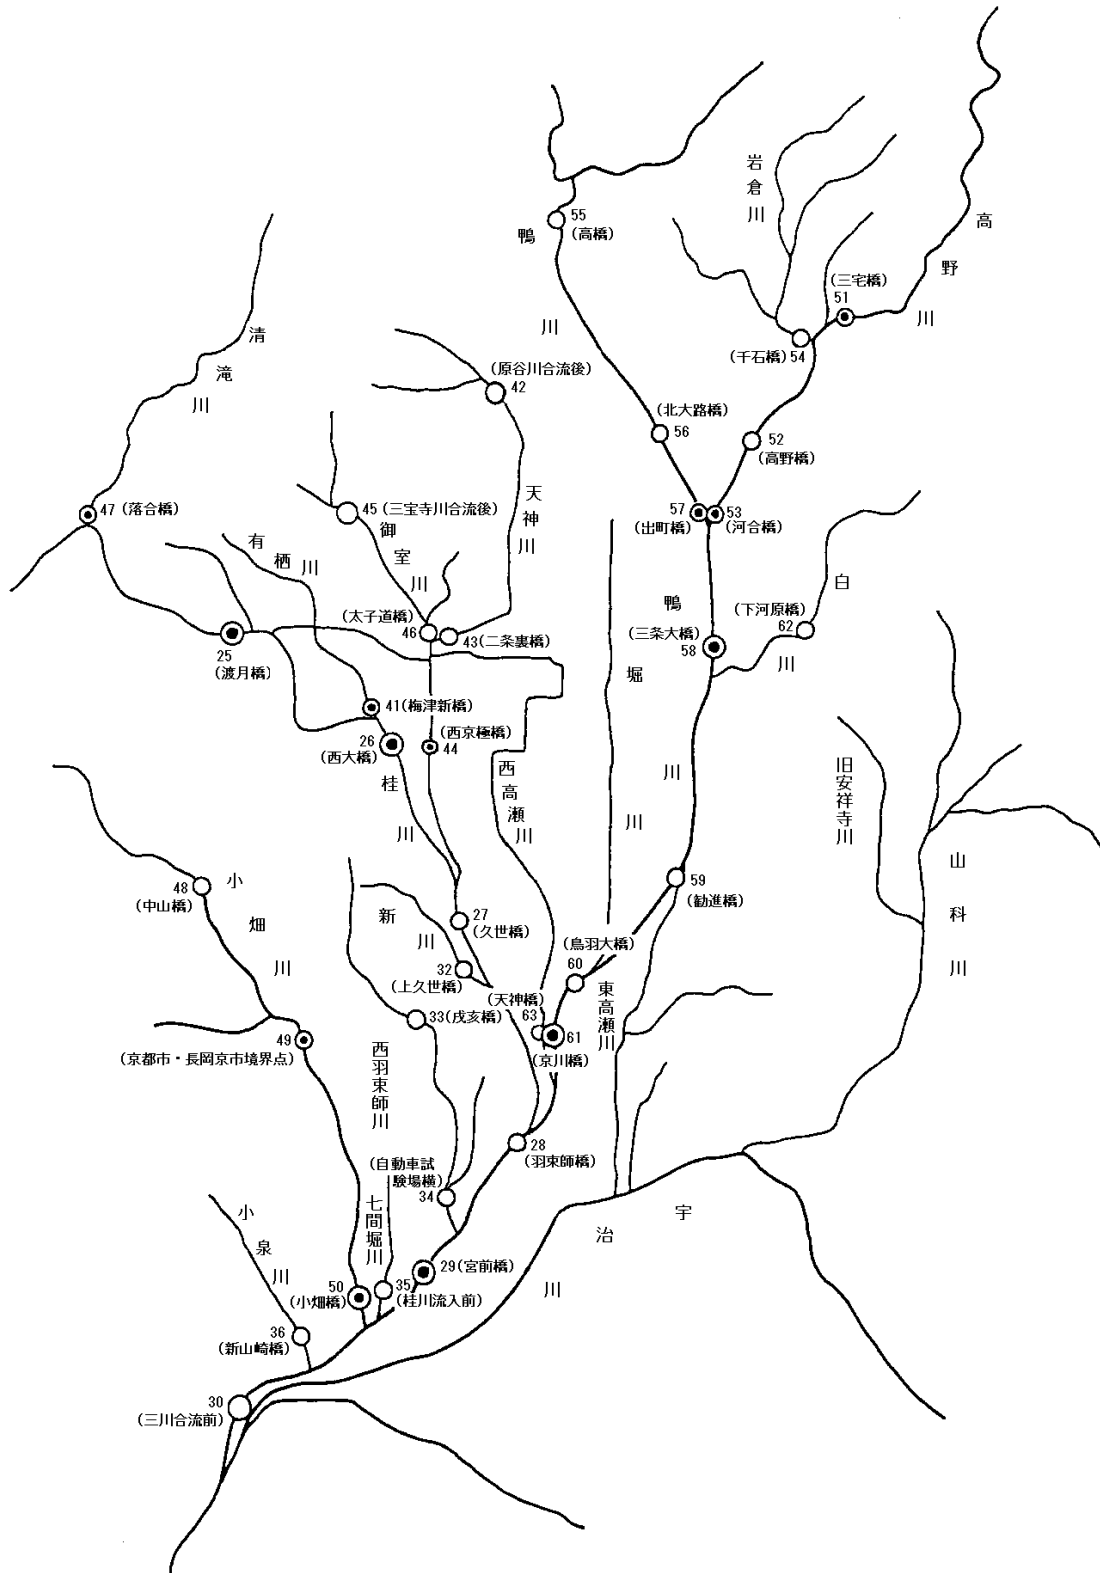 岩倉川
高野川
55
(高橋)
鴨川
(三宅橋)
51
清滝川
(千石橋) 54
(原谷川合流後)
42
(北大路橋)
56
52
(高野橋)
47 (落合橋)
45 (三宝寺川合流後)
天神川
57
(出町橋)
53
(河合橋)
有栖川
御室川
白川
鴨川
(太子道橋)
46
43 (二条裏橋)
(下河原橋)
62
(三条大橋)
58
25
(渡月橋)
堀川
41 (梅津新橋)
26
(西大橋)
(西京極橋)
44
桂川
西高瀬川
旧安祥寺川
山科川
48
(中山橋)
小畑川
59
(勧進橋)
新川
27
(久世橋)
32
(上久世橋)
(鳥羽大橋)
60
(天神橋)
63
東高瀬川
33 (戌亥橋)
61
(京川橋)
49
(京都市・長岡京市境界点)
西羽束師川
28
(羽束師橋)
(自動車試
験場横)
34
七間堀川
小泉川
宇治川
29 (宮前橋)
50
(小畑橋)
35
(桂川流入前)
36
(新山崎橋)
30
(三川合流前)